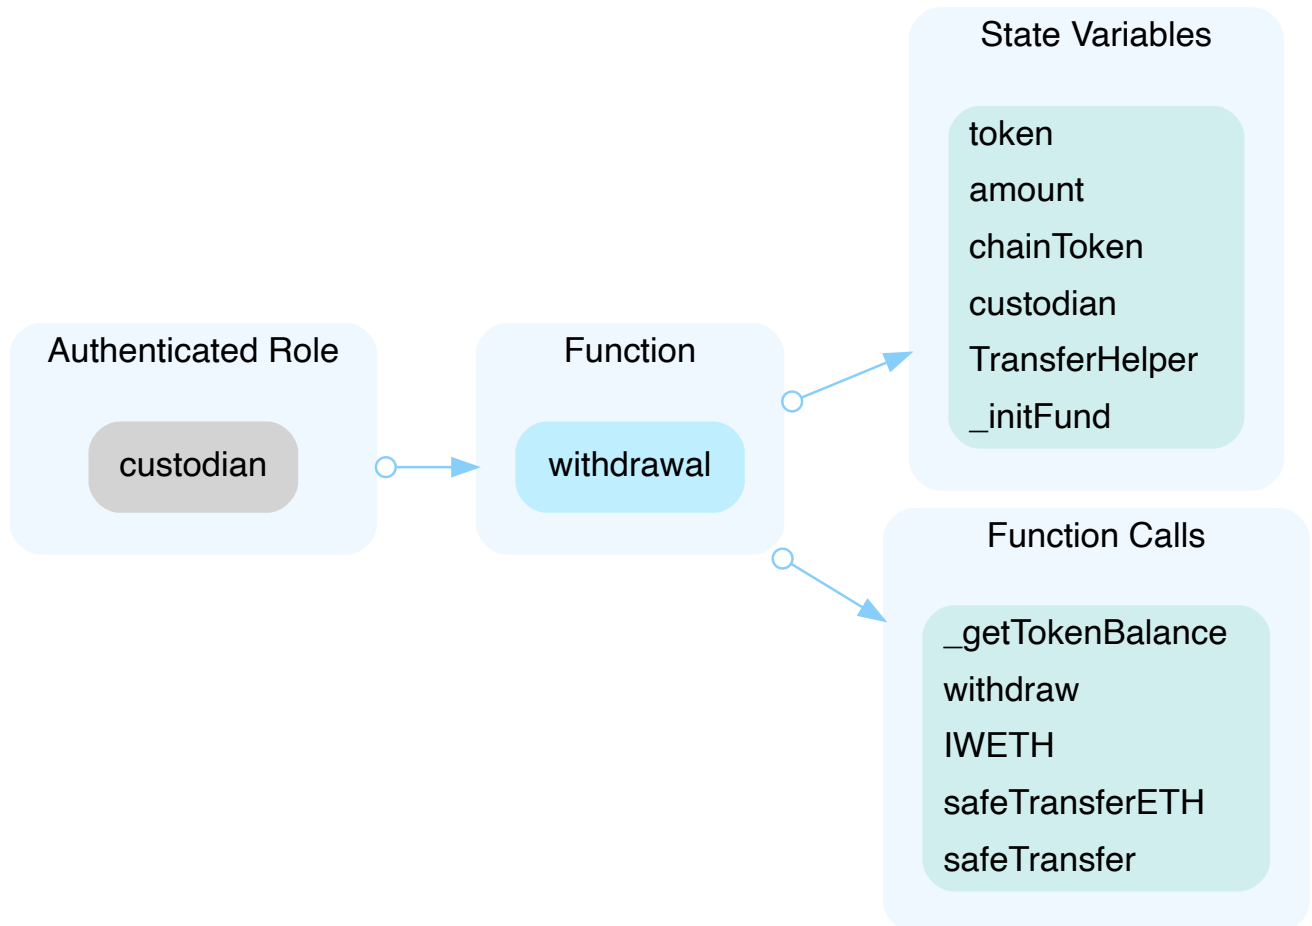 Authenticated Role
custodian
Function
withdrawal
State Variables
token
amount
chainToken
custodian
TransferHelper
_initFund
Function Calls
_getTokenBalance
withdraw
IWETH
safeTransferETH
safeTransfer